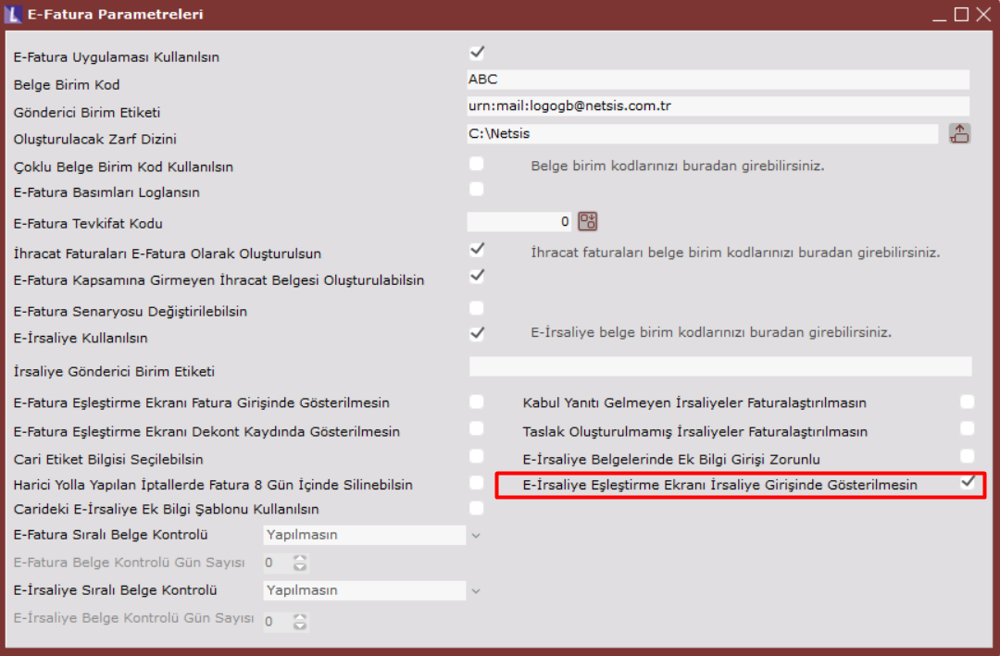 E-Fatura Parametreleri
E-Fatura Uygulaması Kullanılsın
Belge Birim Kod ABC
Gönderici Birim Etiketi urn:mail:logogb@netsis.com.tr
Oluşturulacak Zarf Dizini C:\Netsis
Çoklu Belge Birim Kod Kullanılsın Belge birim kodlarınızı buradan girebilirsiniz.
E-Fatura Basımları Loglansın
E-Fatura Tevkifat Kodu 0
İhracat Faturaları E-Fatura Olarak Oluşturulsun İhracat faturaları belge birim kodlarınızı buradan girebilirsiniz.
E-Fatura Kapsamına Girmeyen İhracat Belgesi Oluşturulabilsin
E-Fatura Senaryosu Değiştirilebilsin
E-İrsaliye Kullanılsın E-İrsaliye belge birim kodlarınızı buradan girebilirsiniz.
İrsaliye Gönderici Birim Etiketi
E-Fatura Eşleştirme Ekranı Fatura Girişinde Gösterilmesin Kabul Yanıtı Gelmeyen İrsaliyeler Faturalaştırılmasın
E-Fatura Eşleştirme Ekranı Dekont Kaydında Gösterilmesin Taslak Oluşturulmamış İrsaliyeler Faturalaştırılmasın
Cari Etiket Bilgisi Seçilebilsin E-İrsaliye Belgelerinde Ek Bilgi Girişi Zorunlu
Harici Yolla Yapılan İptallerde Fatura 8 Gün İçinde Silinebilsin E-İrsaliye Eşleştirme Ekranı İrsaliye Girişinde Gösterilmesin
Carideki E-İrsaliye Ek Bilgi Şablonu Kullanılsın
E-Fatura Sıralı Belge Kontrolü Yapılmasın
E-Fatura Belge Kontrolü Gün Sayısı 0
E-İrsaliye Sıralı Belge Kontrolü Yapılmasın
E-İrsaliye Belge Kontrolü Gün Sayısı 0